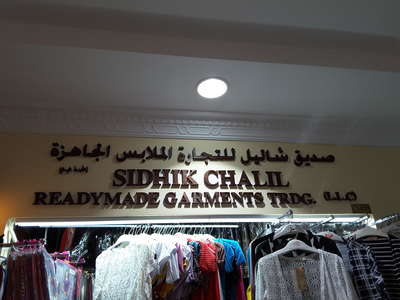 صديق شاليل للتجارة الملابس الجاهزة
SIDHIK CHALIL
READYMADE GARMENTS TRDG. (L.L.C)